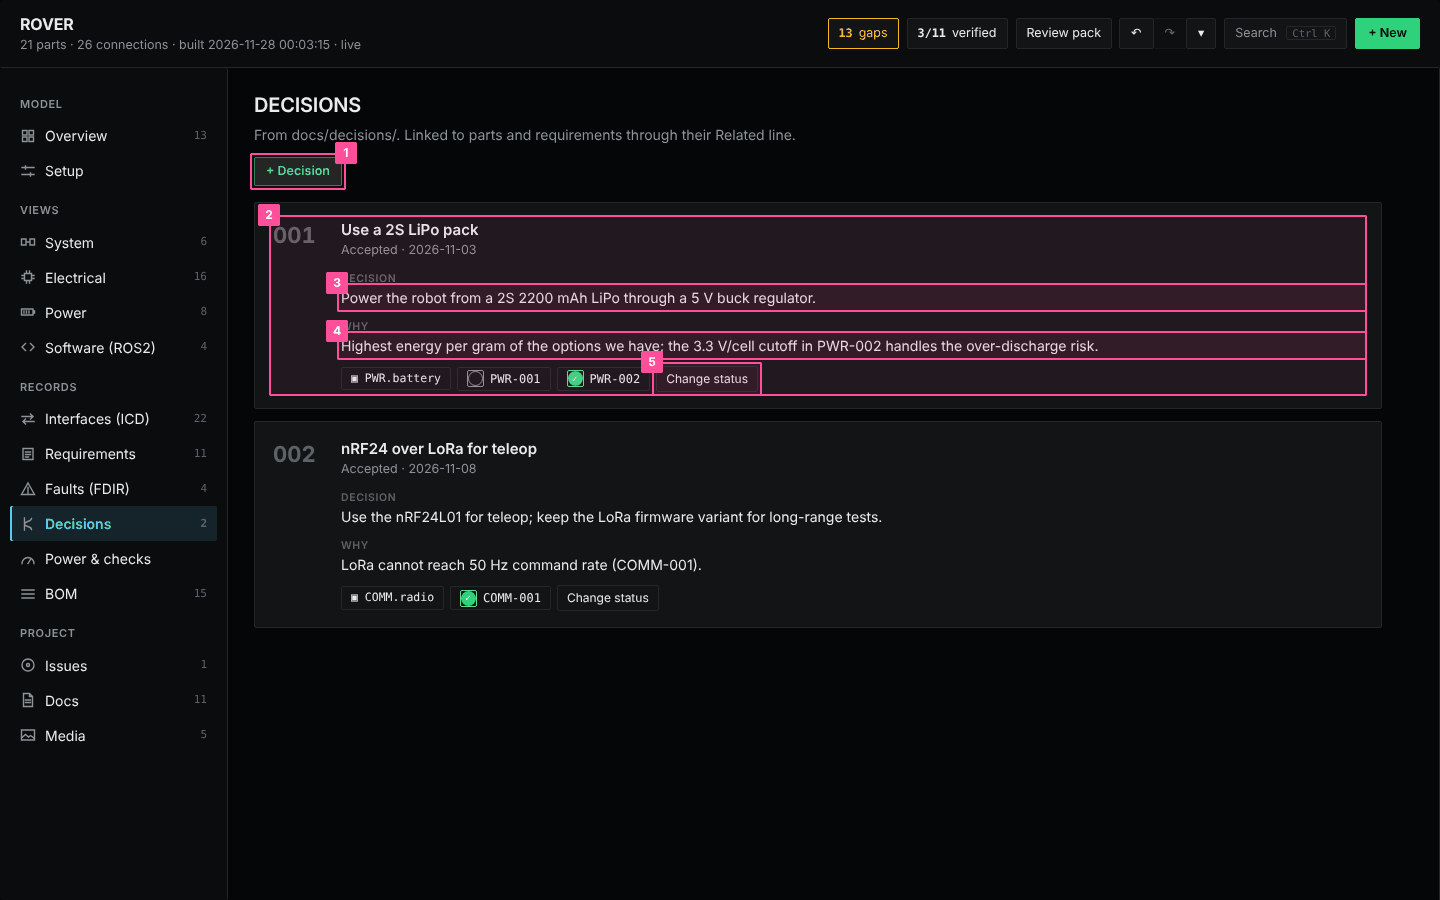 ROVER
21 parts · 26 connections · built 2026-11-28 00:03:15 · live
13 gaps
3/11 verified
Review pack
↶
↷
▾
Search Ctrl K
+ New
MODEL
Overview 13
Setup
VIEWS
System 6
Electrical 16
Power 8
Software (ROS2) 4
RECORDS
Interfaces (ICD) 22
Requirements 11
Faults (FDIR) 4
Decisions 2
Power & checks
BOM 15
PROJECT
Issues 1
Docs 11
Media 5
DECISIONS
From docs/decisions/. Linked to parts and requirements through their Related line.
1
+ Decision
2
001
Use a 2S LiPo pack
Accepted · 2026-11-03
3
ECISION
Power the robot from a 2S 2200 mAh LiPo through a 5 V buck regulator.
4
WHY
Highest energy per gram of the options we have; the 3.3 V/cell cutoff in PWR-002 handles the over-discharge risk.
5
▣ PWR.battery PWR-001 ✓ PWR-002 Change status
002
nRF24 over LoRa for teleop
Accepted · 2026-11-08
DECISION
Use the nRF24L01 for teleop; keep the LoRa firmware variant for long-range tests.
WHY
LoRa cannot reach 50 Hz command rate (COMM-001).
▣ COMM.radio ✓ COMM-001 Change status